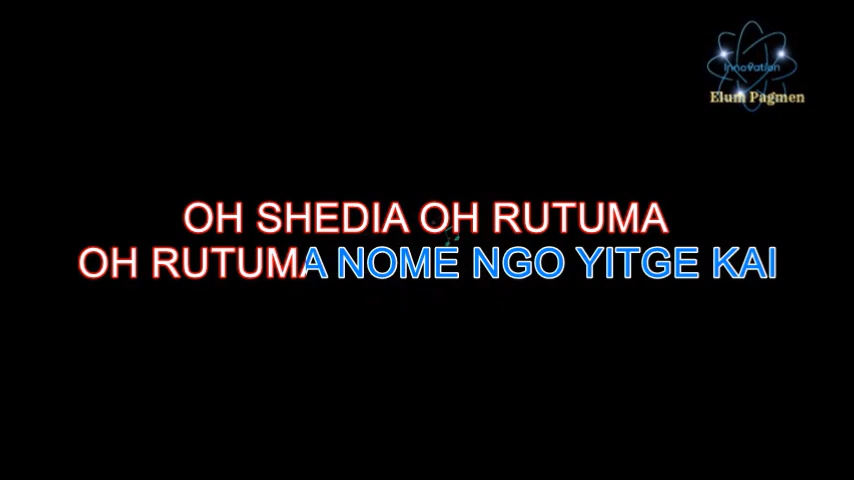 Innovation
Elum Pagmen
OH SHEDIA OH RUTUMA
OH RUTUMA NOME NGO YITGE KAI